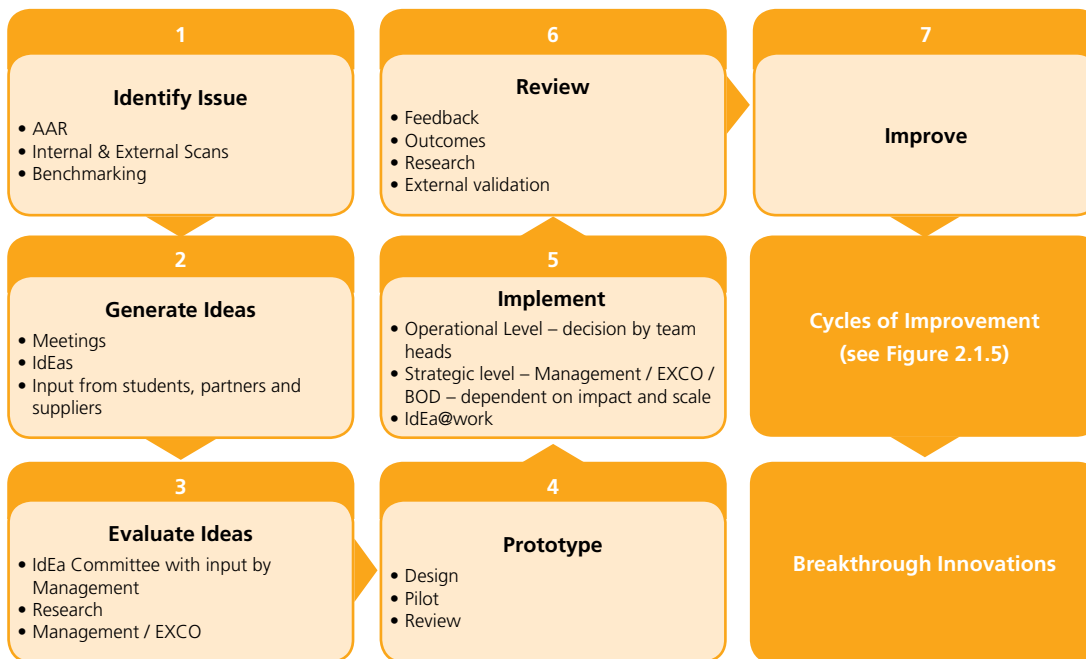 1
Identify Issue
• AAR
• Internal & External Scans
• Benchmarking
2
Generate Ideas
• Meetings
• IdEas
• Input from students, partners and
suppliers
3
Evaluate Ideas
• IdEa Committee with input by
Management
• Research
• Management / EXCO
4
Prototype
• Design
• Pilot
• Review
5
Implement
• Operational Level – decision by team
heads
• Strategic level – Management / EXCO /
BOD – dependent on impact and scale
• IdEa@work
6
Review
• Feedback
• Outcomes
• Research
• External validation
7
Improve
Cycles of Improvement
(see Figure 2.1.5)
Breakthrough Innovations